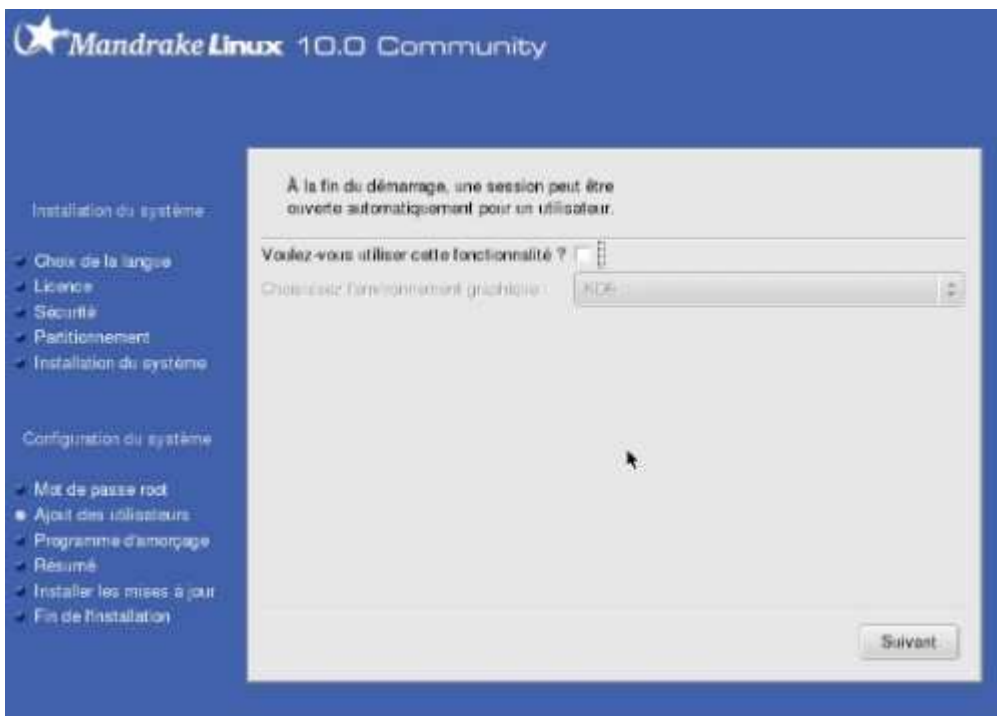 Mandrake Linux 10.0 Community
À la fin du démarrage, une session peut être
ouverte automatiquement pour un utilisateur.
Voulez-vous utiliser cette fonctionnalité ?
Choisissez l'environnement graphique :
KDE
Installation du système
Choix de la langue
Licence
Sécurité
Partitionnement
Installation du système
Configuration du système
Mot de passe root
Ajout des utilisateurs
Programme d'amorçage
Résumé
Installer les mises à jour
Fin de l'installation
Suivant